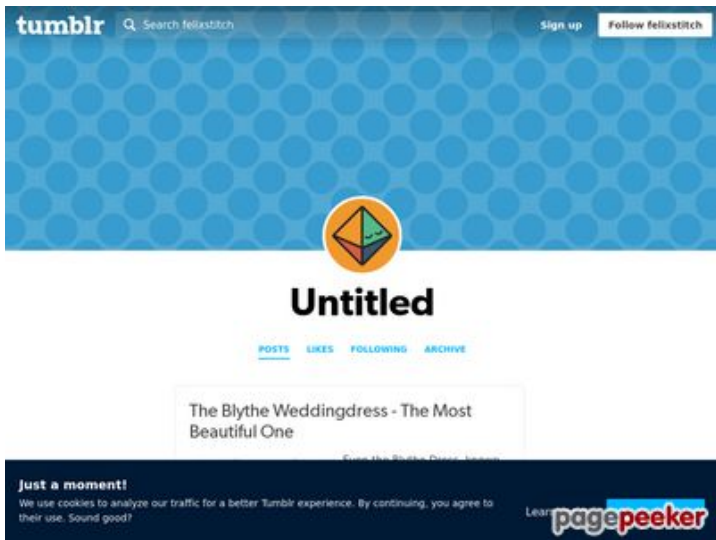 tumblr Search felixstitch Sign up Follow felixstitch
Untitled
POSTS LIKES FOLLOWING ARCHIVE
The Blythe Weddingdress - The Most
Beautiful One
Just a moment!
We use cookies to analyze our traffic for a better Tumblr experience. By continuing, you agree to
their use. Sound good?
pagepeeker